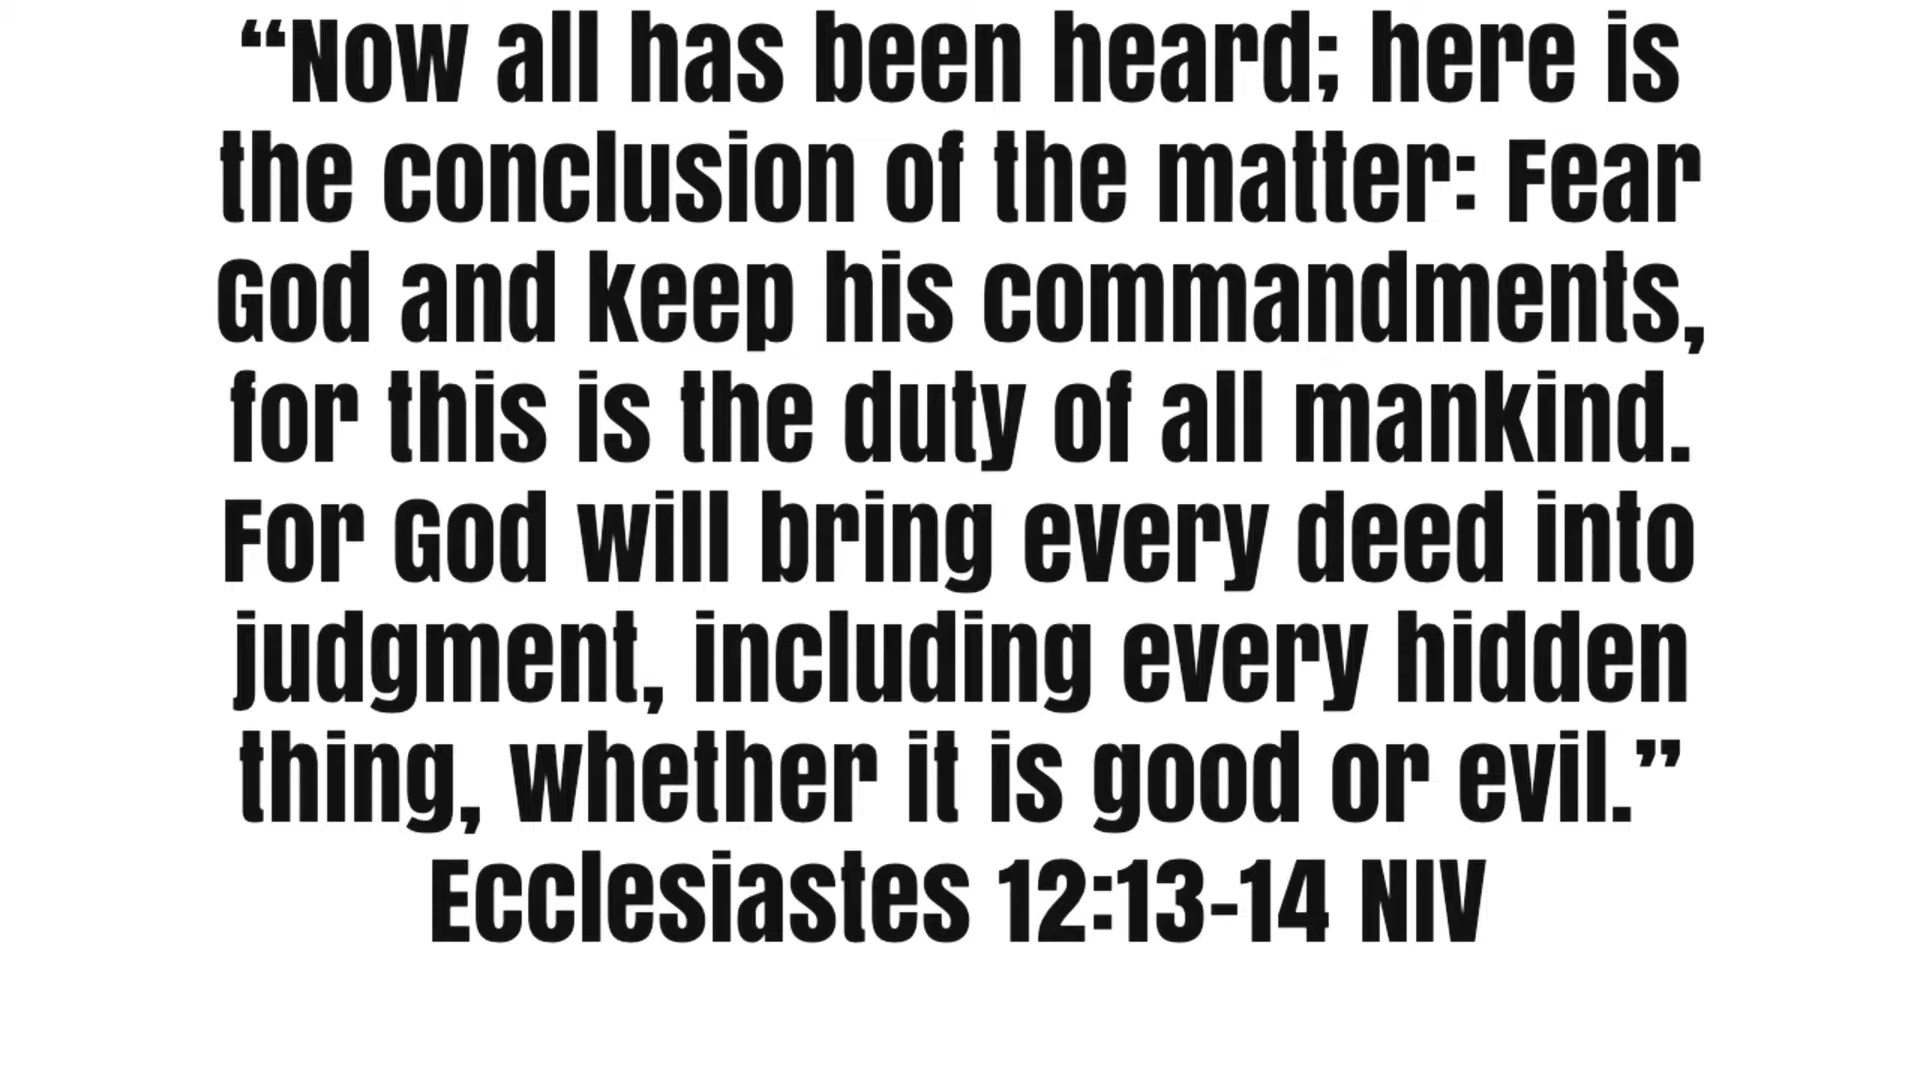 “Now all has been heard; here is
the conclusion of the matter: Fear
God and keep his commandments,
for this is the duty of all mankind.
For God will bring every deed into
judgment, including every hidden
thing, whether it is good or evil.”
Ecclesiastes 12:13-14 NIV